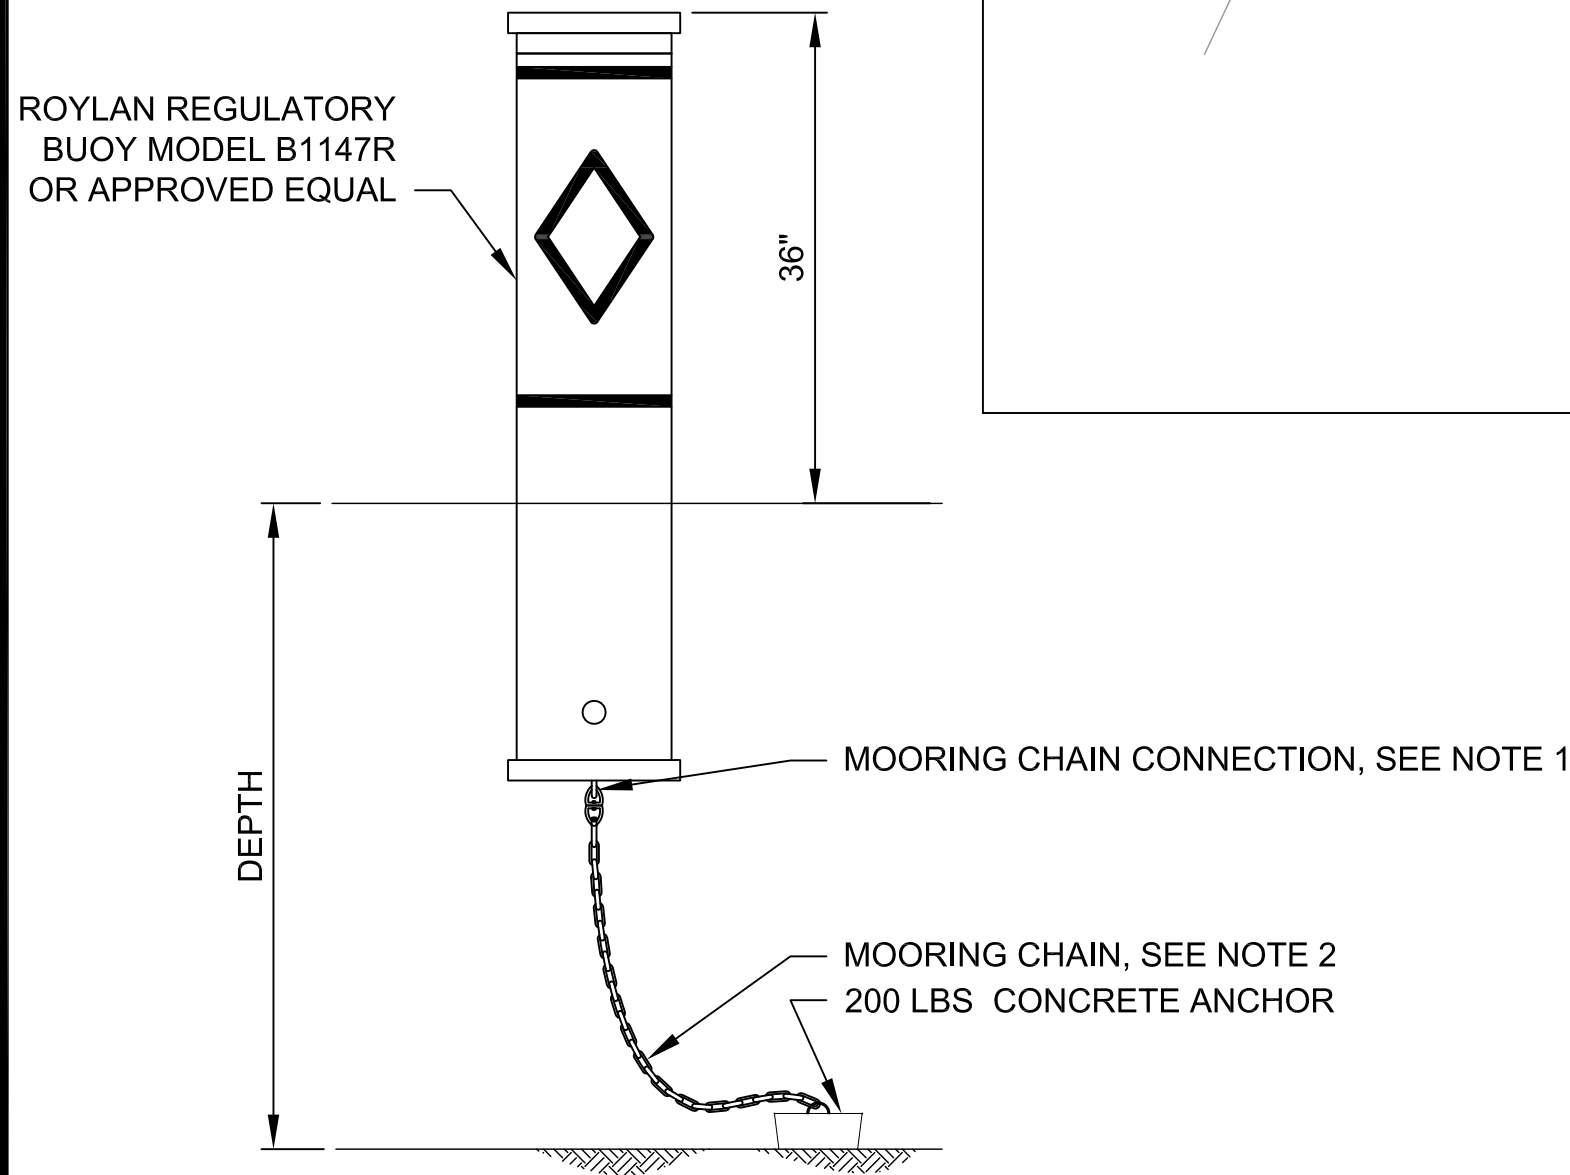 ROYLAN REGULATORY
BUOY MODEL B1147R
OR APPROVED EQUAL
36"
DEPTH
MOORING CHAIN CONNECTION, SEE NOTE 1
MOORING CHAIN, SEE NOTE 2
200 LBS  CONCRETE ANCHOR